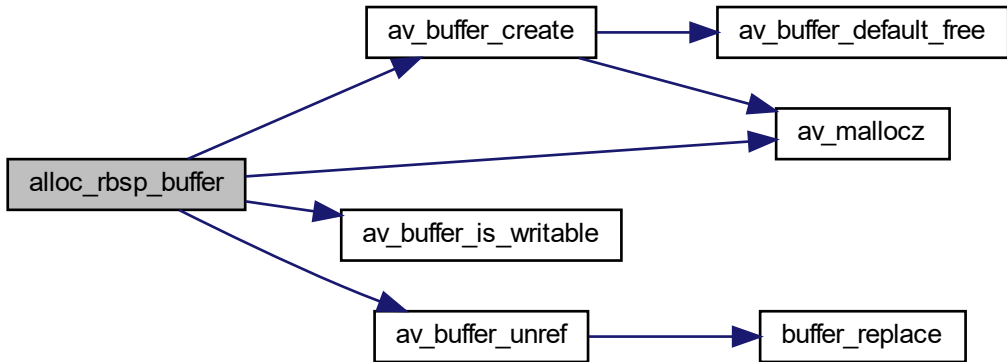 av_buffer_create
av_buffer_default_free
av_mallocz
alloc_rbsp_buffer
av_buffer_is_writable
av_buffer_unref
buffer_replace